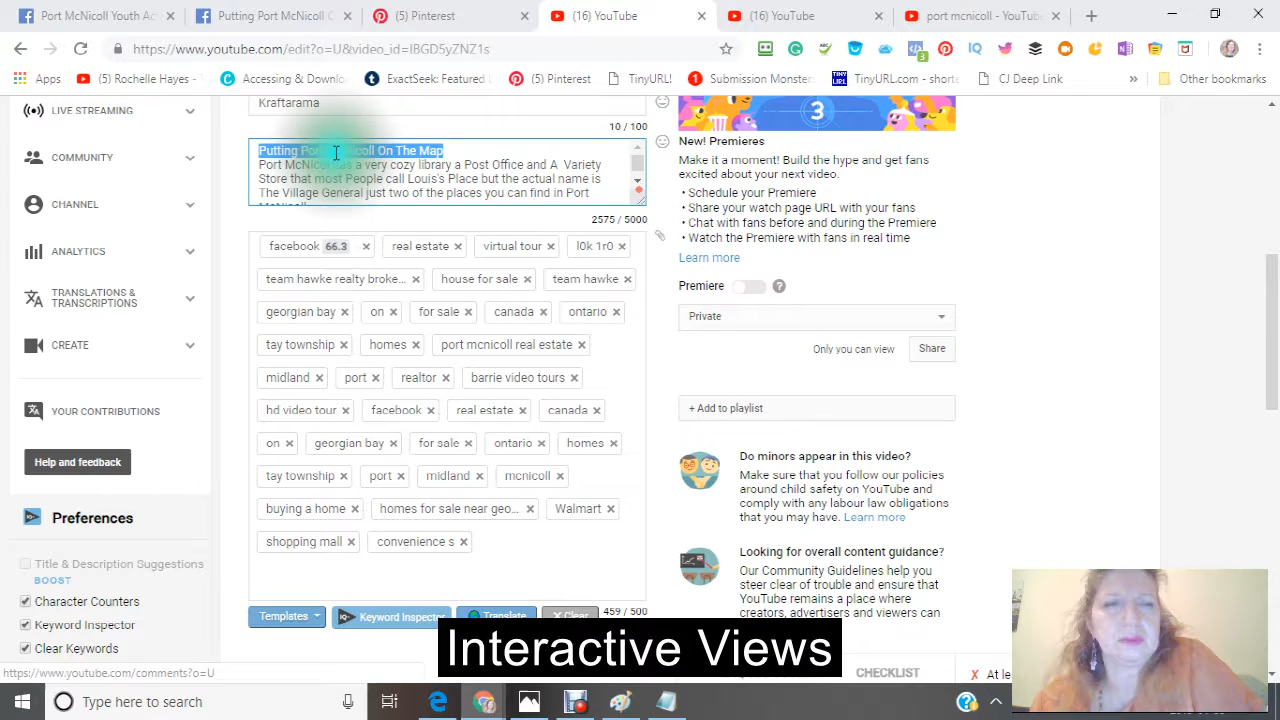 Port McNicoll Youth Ac
Putting Port McNicoll C
(5) Pinterest
(16) YouTube
(16) YouTube
port mcnicoll - YouTube
https://www.youtube.com/edit?o=U&video_id=IBGD5yZNZ1s
Apps
(5) Rochelle Hayes -
Accessing & Downlo
ExactSeek: Featured L
(5) Pinterest
TinyURL!
Submission Monster
TinyURL.com - shorte
CJ Deep Link
Other bookmarks
LIVE STREAMING
COMMUNITY
CHANNEL
ANALYTICS
TRANSLATIONS &
TRANSCRIPTIONS
CREATE
YOUR CONTRIBUTIONS
Help and feedback
Preferences
Title & Description Suggestions
BOOST
Character Counters
Keyword Inspector
Clear Keywords
https://www.youtube.com/comments?o=U
Kraftarama
10 / 100
Putting Port McNicoll On The Map
Port McNicoll has a very cozy library a Post Office and A Variety
Store that most People call Louis's Place but the actual name is
The Village General just two of the places you can find in Port
McNicoll
2575 / 5000
facebook 66.3 × real estate × virtual tour × l0k 1r0 ×
team hawke realty broke... × house for sale × team hawke ×
georgian bay × on × for sale × canada × ontario ×
tay township × homes × port mcnicoll real estate ×
midland × port × realtor × barrie video tours ×
hd video tour × facebook × real estate × canada ×
on × georgian bay × for sale × ontario × homes ×
tay township × port × midland × mcnicoll ×
buying a home × homes for sale near geo... × Walmart ×
shopping mall × convenience s ×
Templates
Keyword Inspector
Translate
Clear
459 / 500
3
New! Premieres
Make it a moment! Build the hype and get fans
excited about your next video.
• Schedule your Premiere
• Share your watch page URL with your fans
• Chat with fans before and during the Premiere
• Watch the Premiere with fans in real time
Learn more
Premiere
Private
Only you can view
Share
+ Add to playlist
Do minors appear in this video?
Make sure that you follow our policies
around child safety on YouTube and
comply with any labour law obligations
that you may have. Learn more
Looking for overall content guidance?
Our Community Guidelines help you
steer clear of trouble and ensure that
YouTube remains a place where
creators, advertisers and viewers can
CHECKLIST
X At le
Interactive Views
Type here to search